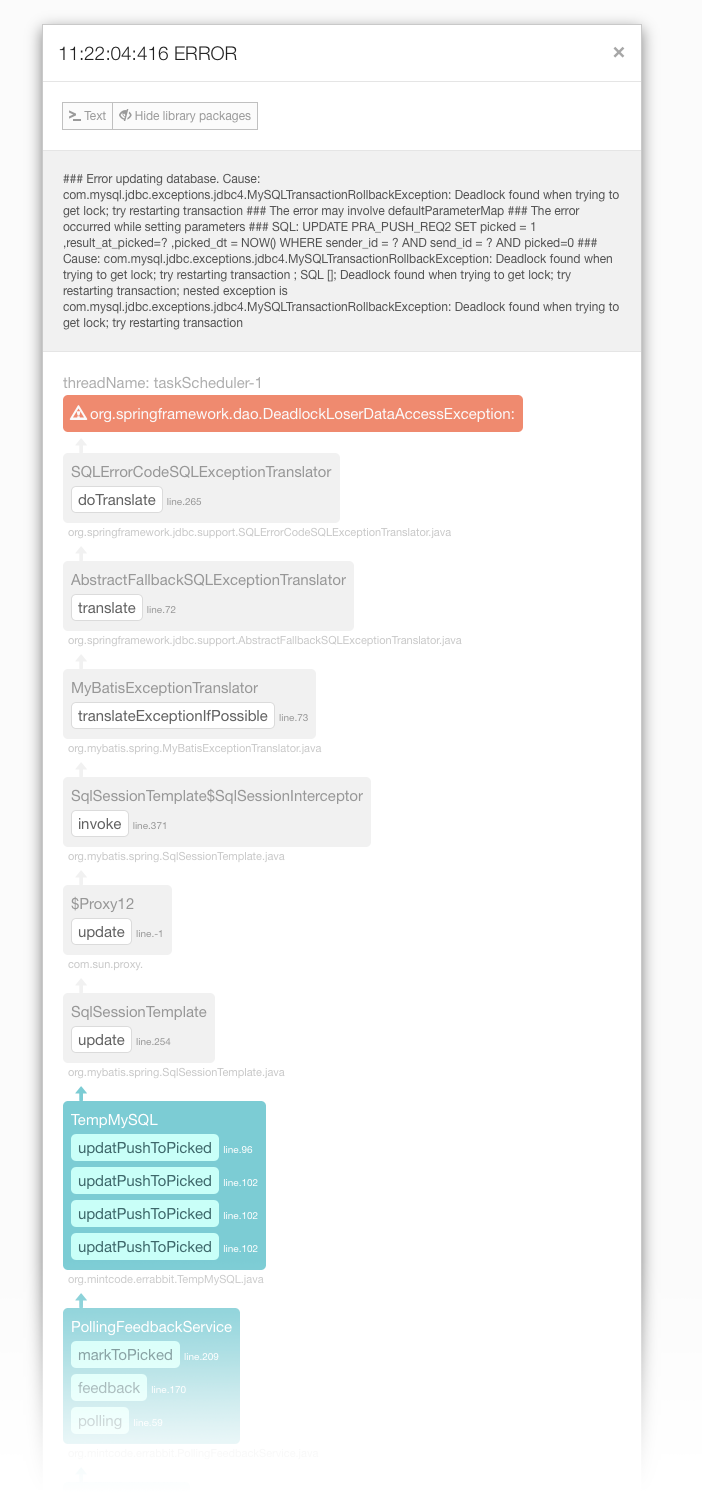 11:22:04:416 ERROR
×
Text
Hide library packages
### Error updating database. Cause:
com.mysql.jdbc.exceptions.jdbc4.MySQLTransactionRollbackException: Deadlock found when trying to
get lock; try restarting transaction ### The error may involve defaultParameterMap ### The error
occurred while setting parameters ### SQL: UPDATE PRA_PUSH_REQ2 SET picked = 1
,result_at_picked=? ,picked_dt = NOW() WHERE sender_id = ? AND send_id = ? AND picked=0 ###
Cause: com.mysql.jdbc.exceptions.jdbc4.MySQLTransactionRollbackException: Deadlock found when
trying to get lock; try restarting transaction ; SQL []; Deadlock found when trying to get lock; try
restarting transaction; nested exception is
com.mysql.jdbc.exceptions.jdbc4.MySQLTransactionRollbackException: Deadlock found when trying to
get lock; try restarting transaction
threadName: taskScheduler-1
org.springframework.dao.DeadlockLoserDataAccessException:
SQLErrorCodeSQLExceptionTranslator
doTranslate line.265
org.springframework.jdbc.support.SQLErrorCodeSQLExceptionTranslator.java
AbstractFallbackSQLExceptionTranslator
translate line.72
org.springframework.jdbc.support.AbstractFallbackSQLExceptionTranslator.java
MyBatisExceptionTranslator
translateExceptionIfPossible line.73
org.mybatis.spring.MyBatisExceptionTranslator.java
SqlSessionTemplate$SqlSessionInterceptor
invoke line.371
org.mybatis.spring.SqlSessionTemplate.java
$Proxy12
update line.-1
com.sun.proxy.
SqlSessionTemplate
update line.254
org.mybatis.spring.SqlSessionTemplate.java
TempMySQL
updatPushToPicked line.96
updatPushToPicked line.102
updatPushToPicked line.102
updatPushToPicked line.102
org.mintcode.errabbit.TempMySQL.java
PollingFeedbackService
markToPicked line.209
feedback line.170
polling line.59
org.mintcode.errabbit.PollingFeedbackService.java